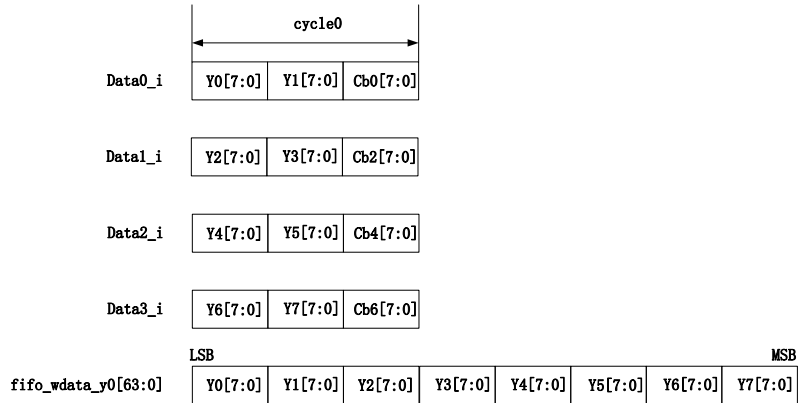 cycle0
Data0_i Y0[7:0] Y1[7:0] Cb0[7:0]
Data1_i Y2[7:0] Y3[7:0] Cb2[7:0]
Data2_i Y4[7:0] Y5[7:0] Cb4[7:0]
Data3_i Y6[7:0] Y7[7:0] Cb6[7:0]
LSB MSB
fifo_wdata_y0[63:0] Y0[7:0] Y1[7:0] Y2[7:0] Y3[7:0] Y4[7:0] Y5[7:0] Y6[7:0] Y7[7:0]